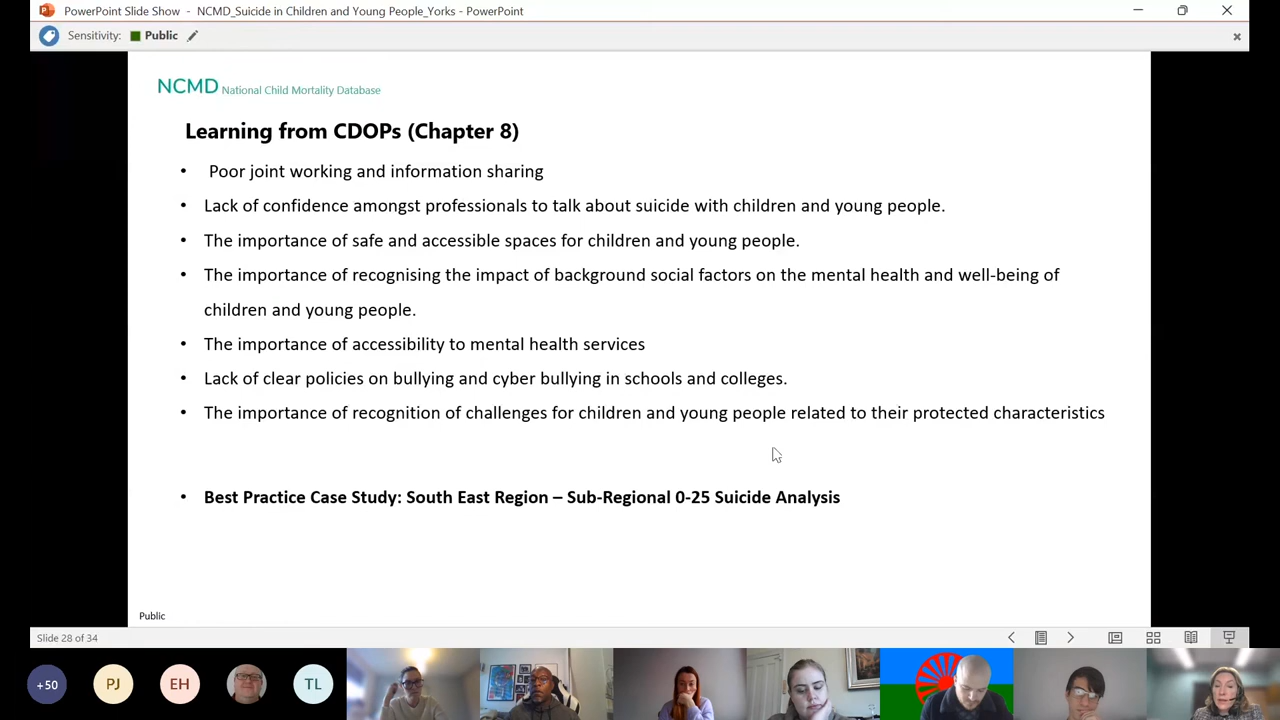 PowerPoint Slide Show - NCMD_Suicide in Children and Young People_Yorks - PowerPoint
Sensitivity: Public
NCMD National Child Mortality Database
Learning from CDOPs (Chapter 8)
• Poor joint working and information sharing
• Lack of confidence amongst professionals to talk about suicide with children and young people.
• The importance of safe and accessible spaces for children and young people.
• The importance of recognising the impact of background social factors on the mental health and well-being of
children and young people.
• The importance of accessibility to mental health services
• Lack of clear policies on bullying and cyber bullying in schools and colleges.
• The importance of recognition of challenges for children and young people related to their protected characteristics
• Best Practice Case Study: South East Region – Sub-Regional 0-25 Suicide Analysis
Public
Slide 28 of 34
+50 PJ EH TL